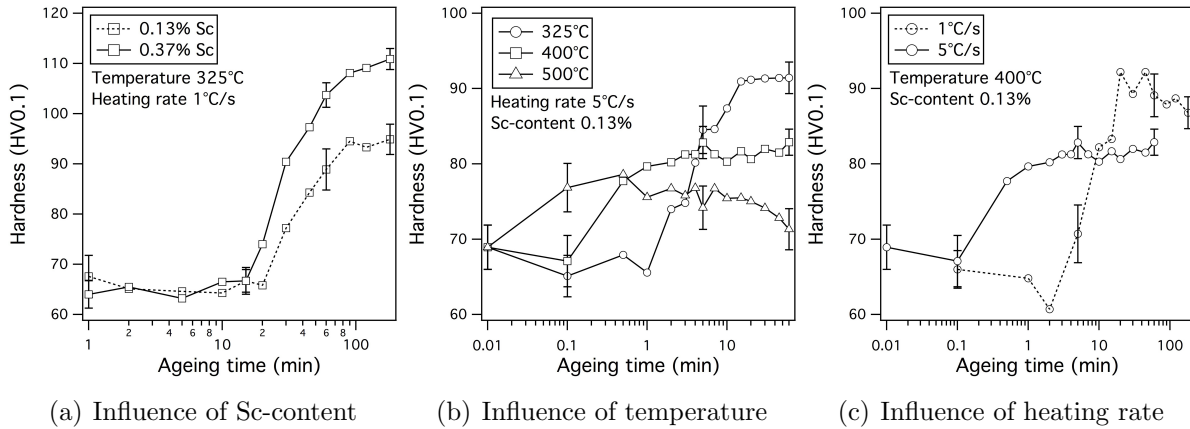 120
110
100
90
80
70
60
Hardness (HV0.1)
0.13% Sc
0.37% Sc
Temperature 325°C
Heating rate 1°C/s
1 2 4 6 8 10 2 4 6 8 100
Ageing time (min)
(a) Influence of Sc-content
100
90
80
70
60
Hardness (HV0.1)
325°C
400°C
500°C
Heating rate 5°C/s
Sc-content 0.13%
0.01 0.1 1 10
Ageing time (min)
(b) Influence of temperature
100
90
80
70
60
Hardness (HV0.1)
1°C/s
5°C/s
Temperature 400°C
Sc-content 0.13%
0.01 0.1 1 10 100
Ageing time (min)
(c) Influence of heating rate